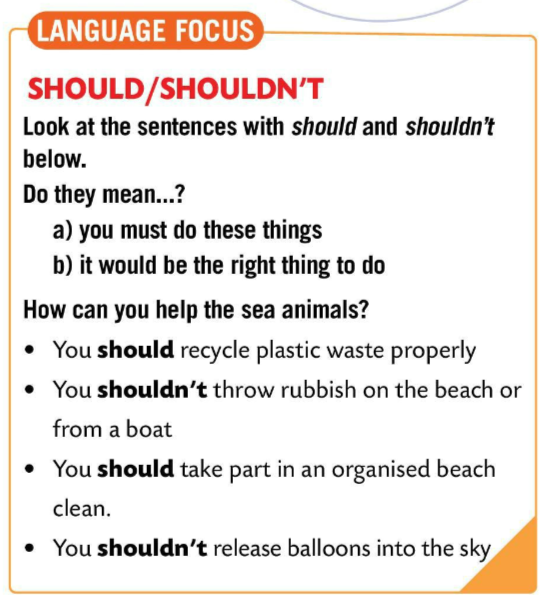 LANGUAGE FOCUS
SHOULD/SHOULDN'T
Look at the sentences with should and shouldn't
below.
Do they mean...?
a) you must do these things
b) it would be the right thing to do
How can you help the sea animals?
• You should recycle plastic waste properly
• You shouldn't throw rubbish on the beach or
from a boat
• You should take part in an organised beach
clean.
• You shouldn't release balloons into the sky